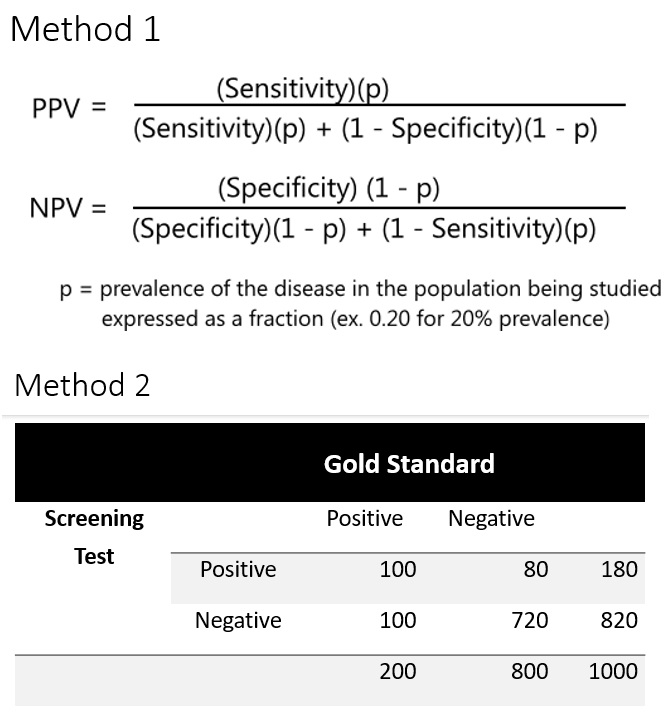 Method 1
PPV = (Sensitivity)(p)
(Sensitivity)(p) + (1 - Specificity)(1 - p)
NPV = (Specificity) (1 - p)
(Specificity)(1 - p) + (1 - Sensitivity)(p)
p = prevalence of the disease in the population being studied
expressed as a fraction (ex. 0.20 for 20% prevalence)
Method 2
Gold Standard
Screening Test Positive Negative
Positive 100 80 180
Negative 100 720 820
200 800 1000